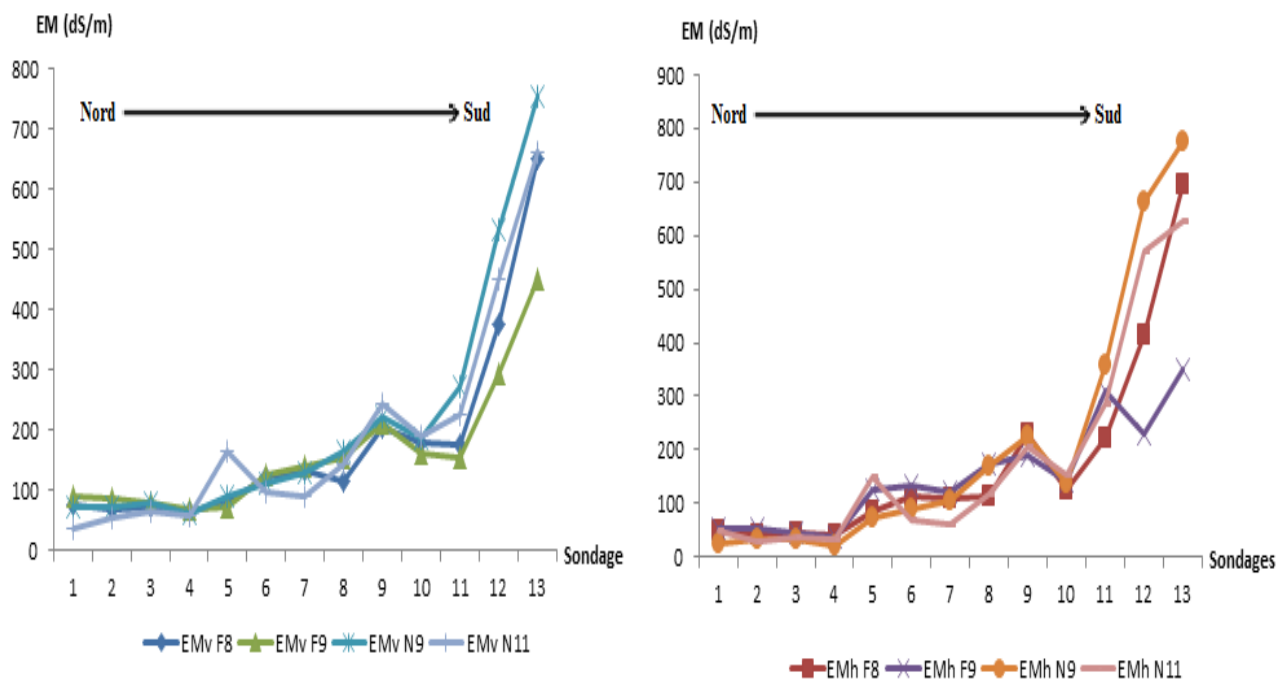 EM (dS/m)
800
700
600
500
400
300
200
100
0
Nord
Sud
1 2 3 4 5 6 7 8 9 10 11 12 13
Sondage
EMv F8 EMv F9 EMv N9 EMv N11
EM (dS/m)
900
800
700
600
500
400
300
200
100
0
Nord
Sud
1 2 3 4 5 6 7 8 9 10 11 12 13
Sondages
EMh F8 EMh F9 EMh N9 EMh N11